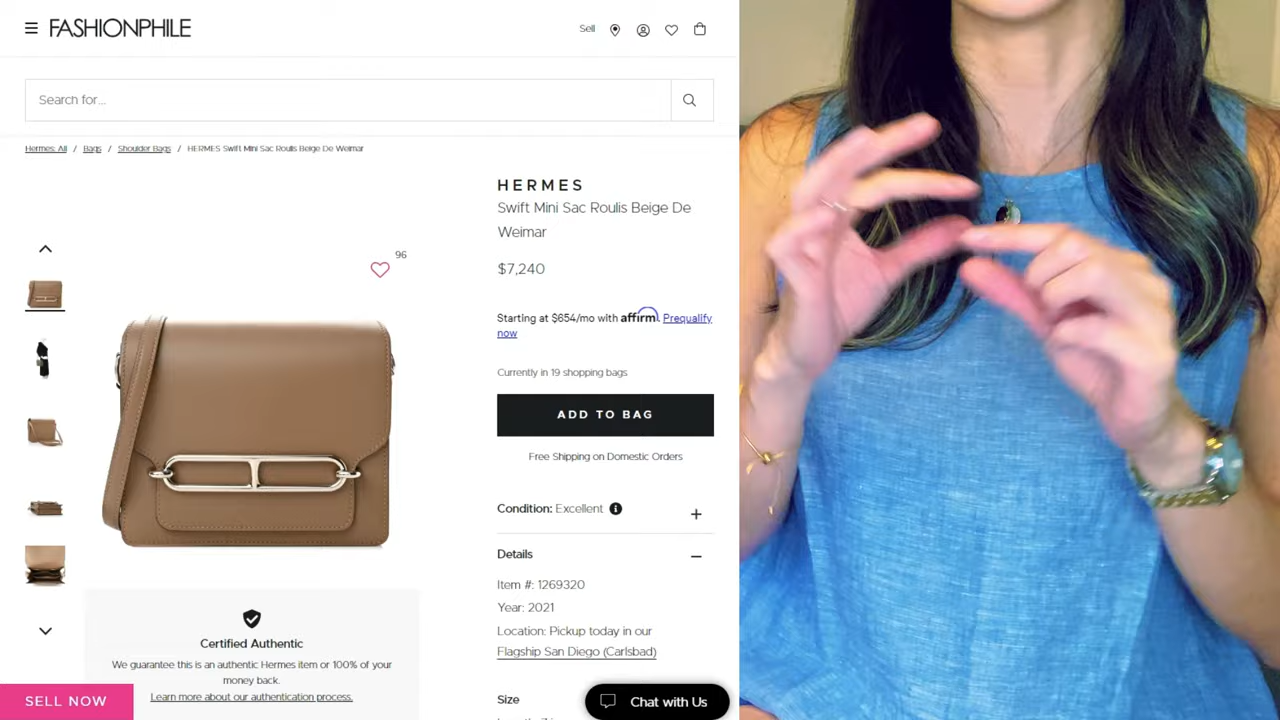 FASHIONPHILE
Sell
Search for...
Hermes: All / Bags / Shoulder Bags / HERMES Swift Mini Sac Roulis Beige De Weimar
HERMES
Swift Mini Sac Roulis Beige De
Weimar
96
$7,240
Starting at $654/mo with affirm. Prequalify
now
Currently in 19 shopping bags
ADD TO BAG
Free Shipping on Domestic Orders
Condition: Excellent
Details
Item #: 1269320
Year: 2021
Location: Pickup today in our
Flagship San Diego (Carlsbad)
Certified Authentic
We guarantee this is an authentic Hermes item or 100% of your
money back.
Learn more about our authentication process.
Size
SELL NOW
Chat with Us